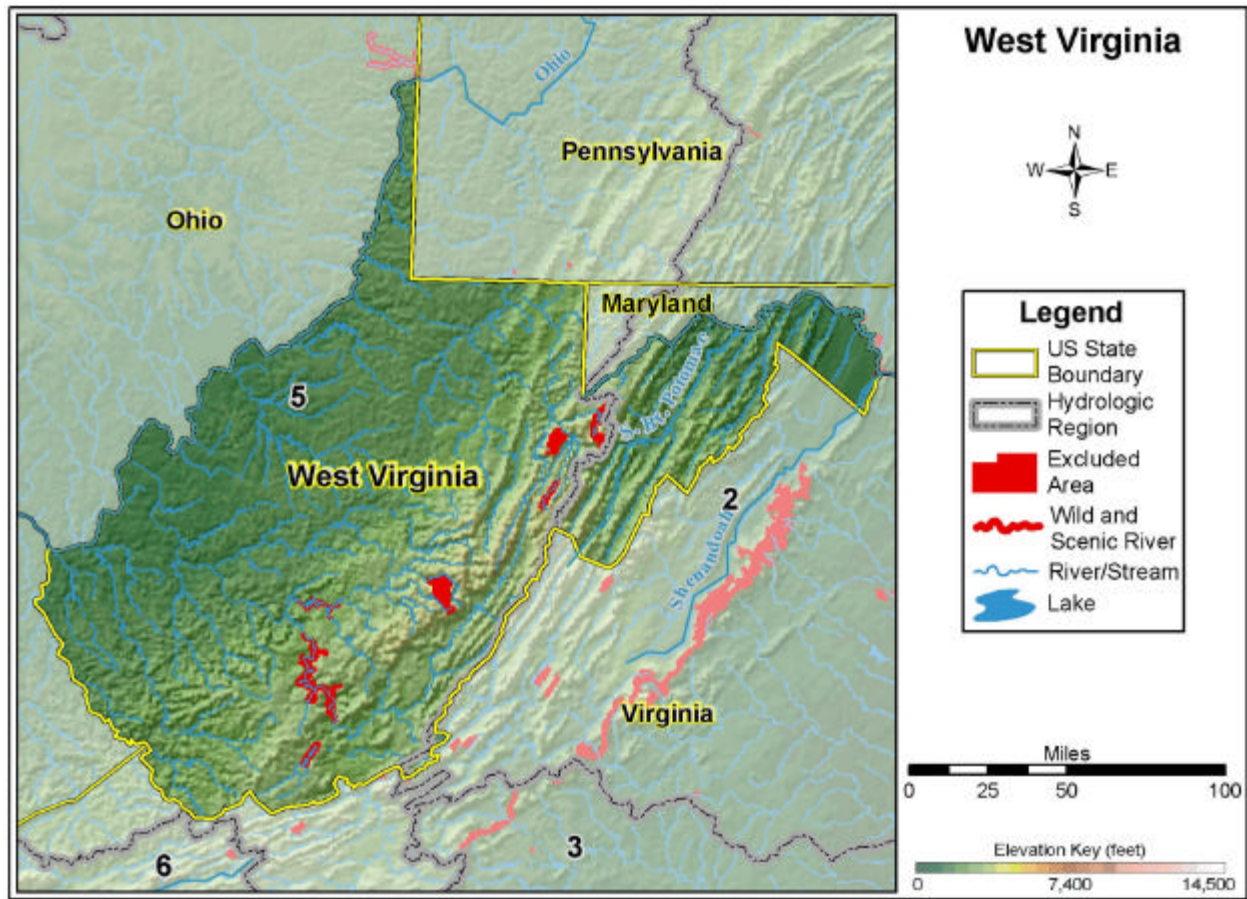 West Virginia
Ohio
Pennsylvania
Ohio
Maryland
S. Br. Potomac
5
West Virginia
2
Shenandoah
Virginia
3
6
N
W E
S
Legend
US State
Boundary
Hydrologic
Region
Excluded
Area
Wild and
Scenic River
River/Stream
Lake
Miles
0 25 50 100
Elevation Key (feet)
0 7,400 14,500